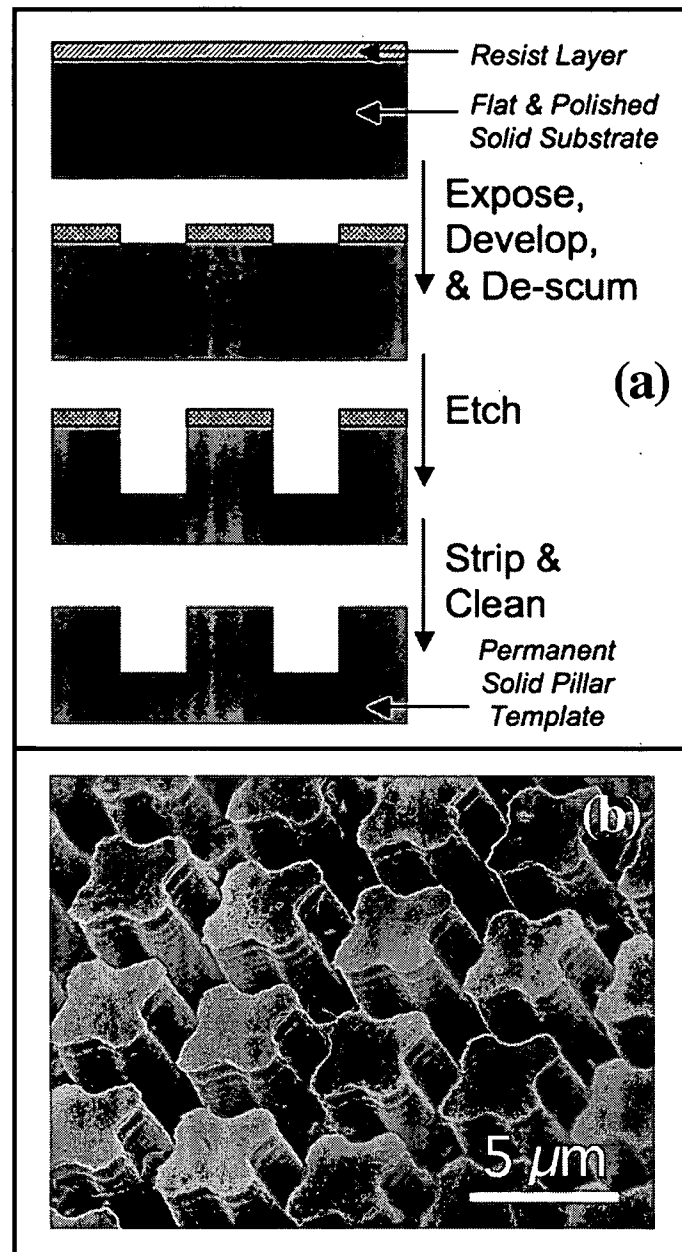 Resist Layer
Flat & Polished
Solid Substrate
Expose,
Develop,
& De-scum
(a)
Etch
Strip &
Clean
Permanent
Solid Pillar
Template
(b)
5 μm